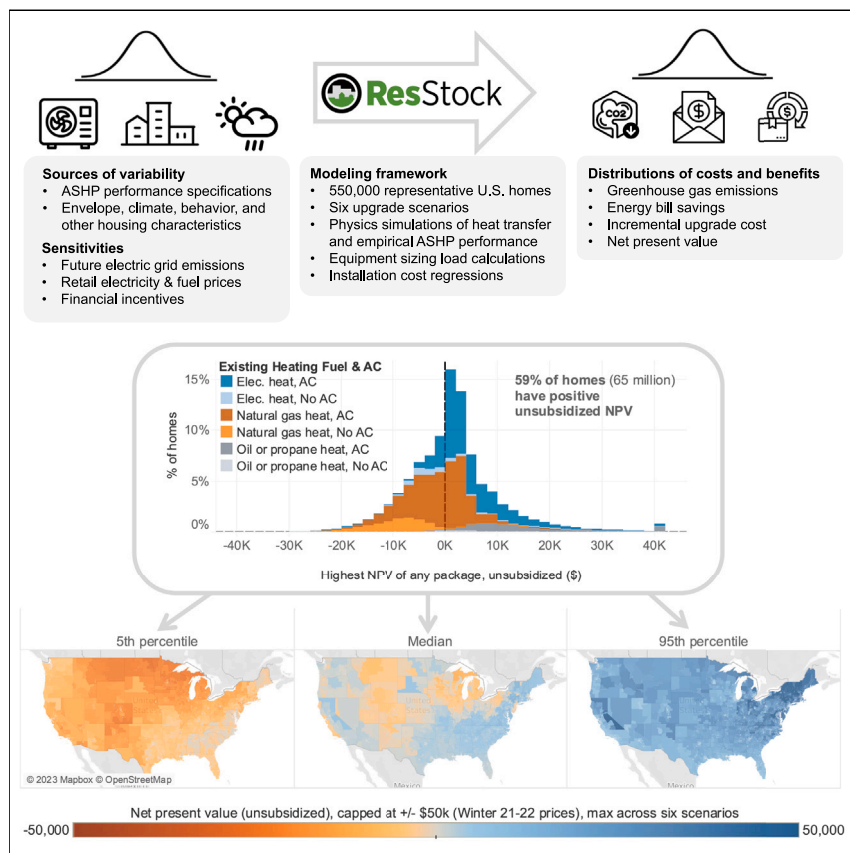 ResStock
CO2
Sources of variability
• ASHP performance specifications
• Envelope, climate, behavior, and
other housing characteristics
Sensitivities
• Future electric grid emissions
• Retail electricity & fuel prices
• Financial incentives
Modeling framework
• 550,000 representative U.S. homes
• Six upgrade scenarios
• Physics simulations of heat transfer
and empirical ASHP performance
• Equipment sizing load calculations
• Installation cost regressions
Distributions of costs and benefits
• Greenhouse gas emissions
• Energy bill savings
• Incremental upgrade cost
• Net present value
Existing Heating Fuel & AC
Elec. heat, AC
Elec. heat, No AC
Natural gas heat, AC
Natural gas heat, No AC
Oil or propane heat, AC
Oil or propane heat, No AC
59% of homes (65 million)
have positive
unsubsidized NPV
% of homes
15%
10%
5%
0%
-40K -30K -20K -10K 0K 10K 20K 30K 40K
Highest NPV of any package, unsubsidized ($)
5th percentile
Median
95th percentile
© 2023 Mapbox © OpenStreetMap
Mexico
Net present value (unsubsidized), capped at +/- $50k (Winter 21-22 prices), max across six scenarios
-50,000 50,000